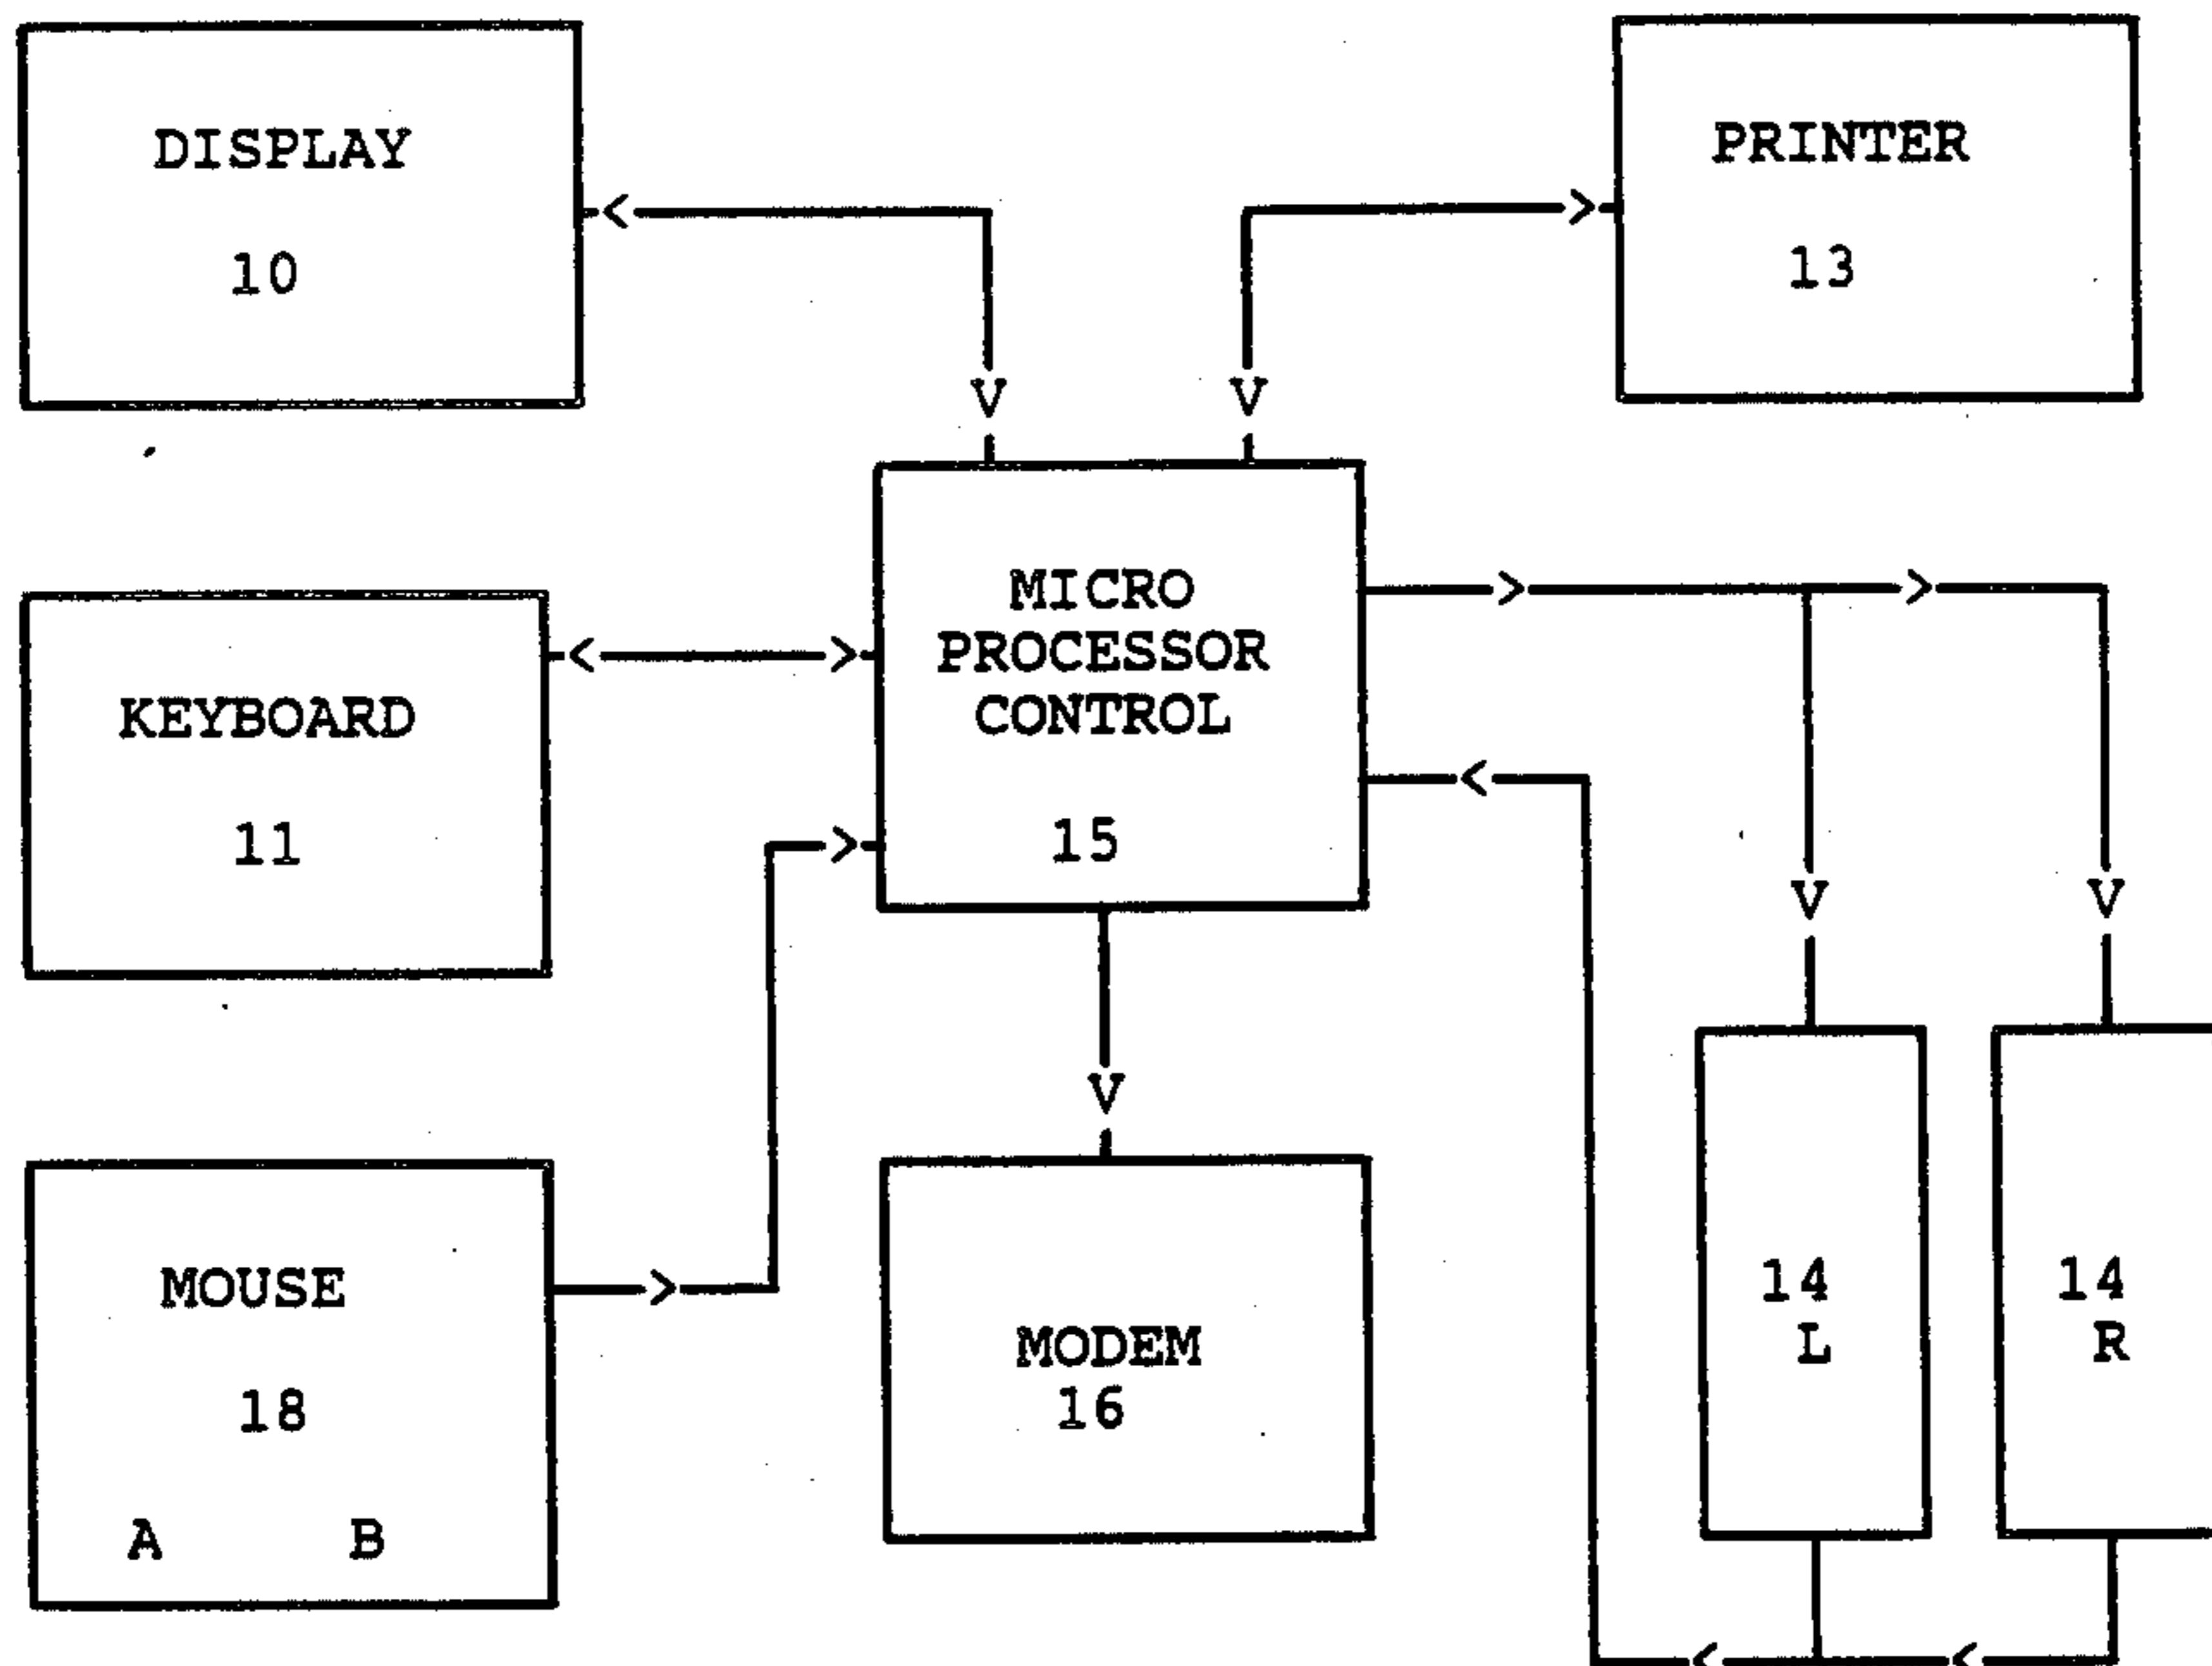 DISPLAY
10
PRINTER
13
MICRO
PROCESSOR
CONTROL
15
KEYBOARD
11
MOUSE
18
A B
MODEM
16
14
L
14
R